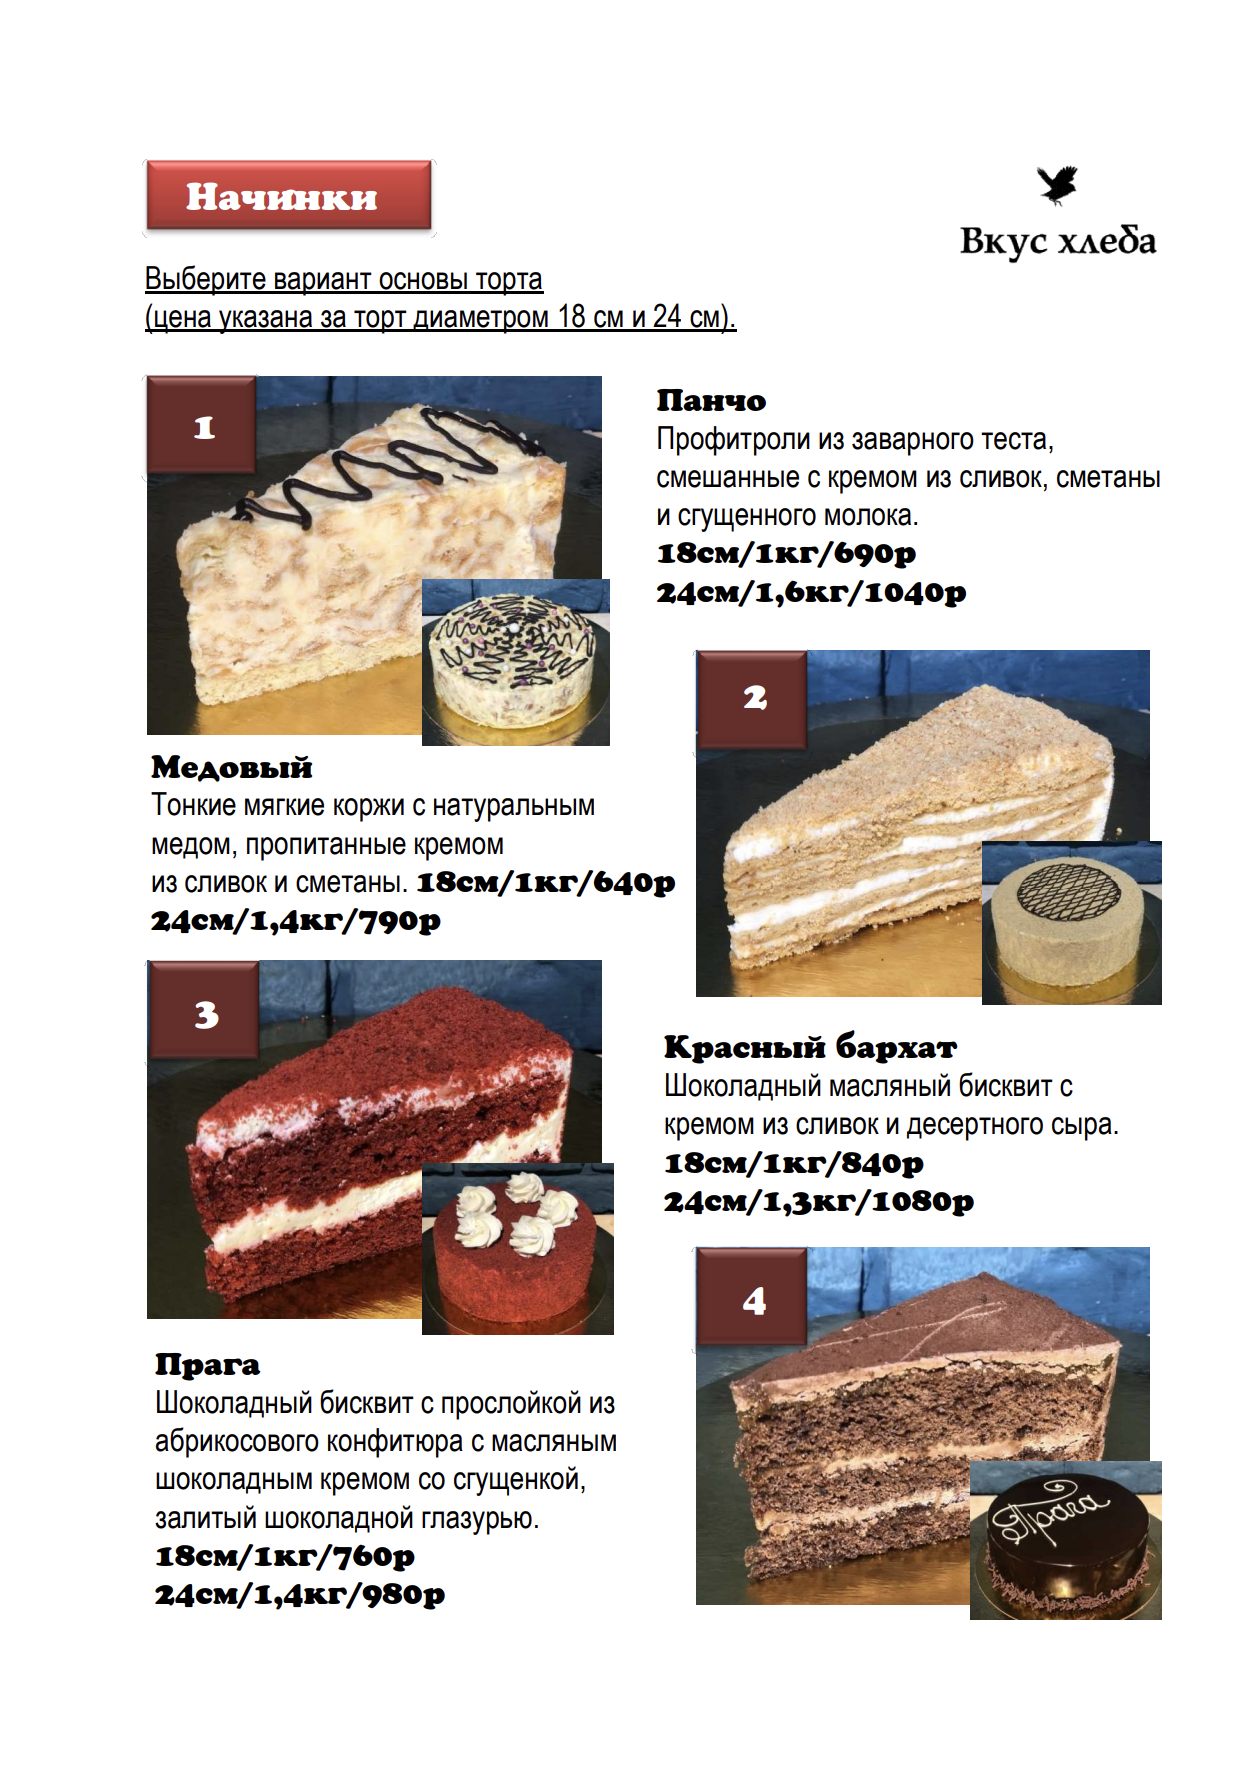 Начинки
Вкус хлеба
Выберите вариант основы торта
(цена указана за торт диаметром 18 см и 24 см).
1
Панчо
Профитроли из заварного теста,
смешанные с кремом из сливок, сметаны
и сгущенного молока.
18см/1кг/690р
24см/1,6кг/1040р
2
Медовый
Тонкие мягкие коржи с натуральным
медом, пропитанные кремом
из сливок и сметаны. 18см/1кг/640р
24см/1,4кг/790р
3
Красный бархат
Шоколадный масляный бисквит с
кремом из сливок и десертного сыра.
18см/1кг/840р
24см/1,3кг/1080р
4
Прага
Шоколадный бисквит с прослойкой из
абрикосового конфитюра с масляным
шоколадным кремом со сгущенкой,
залитый шоколадной глазурью.
18см/1кг/760р
24см/1,4кг/980р
Прага